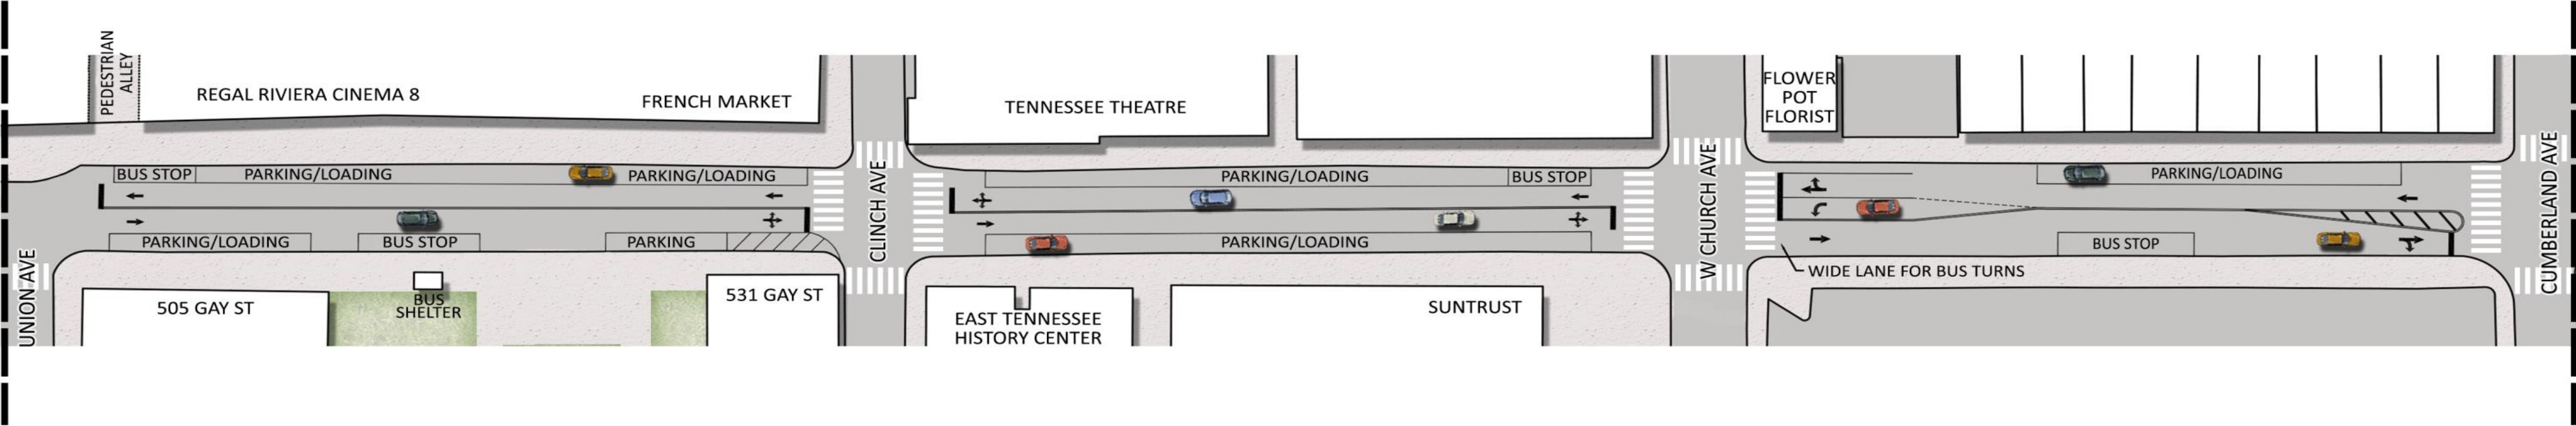 PEDESTRIAN
ALLEY
REGAL RIVIERA CINEMA 8
FRENCH MARKET
TENNESSEE THEATRE
FLOWER
POT
FLORIST
BUS STOP
PARKING/LOADING
PARKING/LOADING
PARKING/LOADING
BUS STOP
PARKING/LOADING
UNION AVE
CLINCH AVE
W CHURCH AVE
CUMBERLAND AVE
PARKING/LOADING
BUS STOP
PARKING
PARKING/LOADING
BUS STOP
WIDE LANE FOR BUS TURNS
505 GAY ST
BUS
SHELTER
531 GAY ST
EAST TENNESSEE
HISTORY CENTER
SUNTRUST